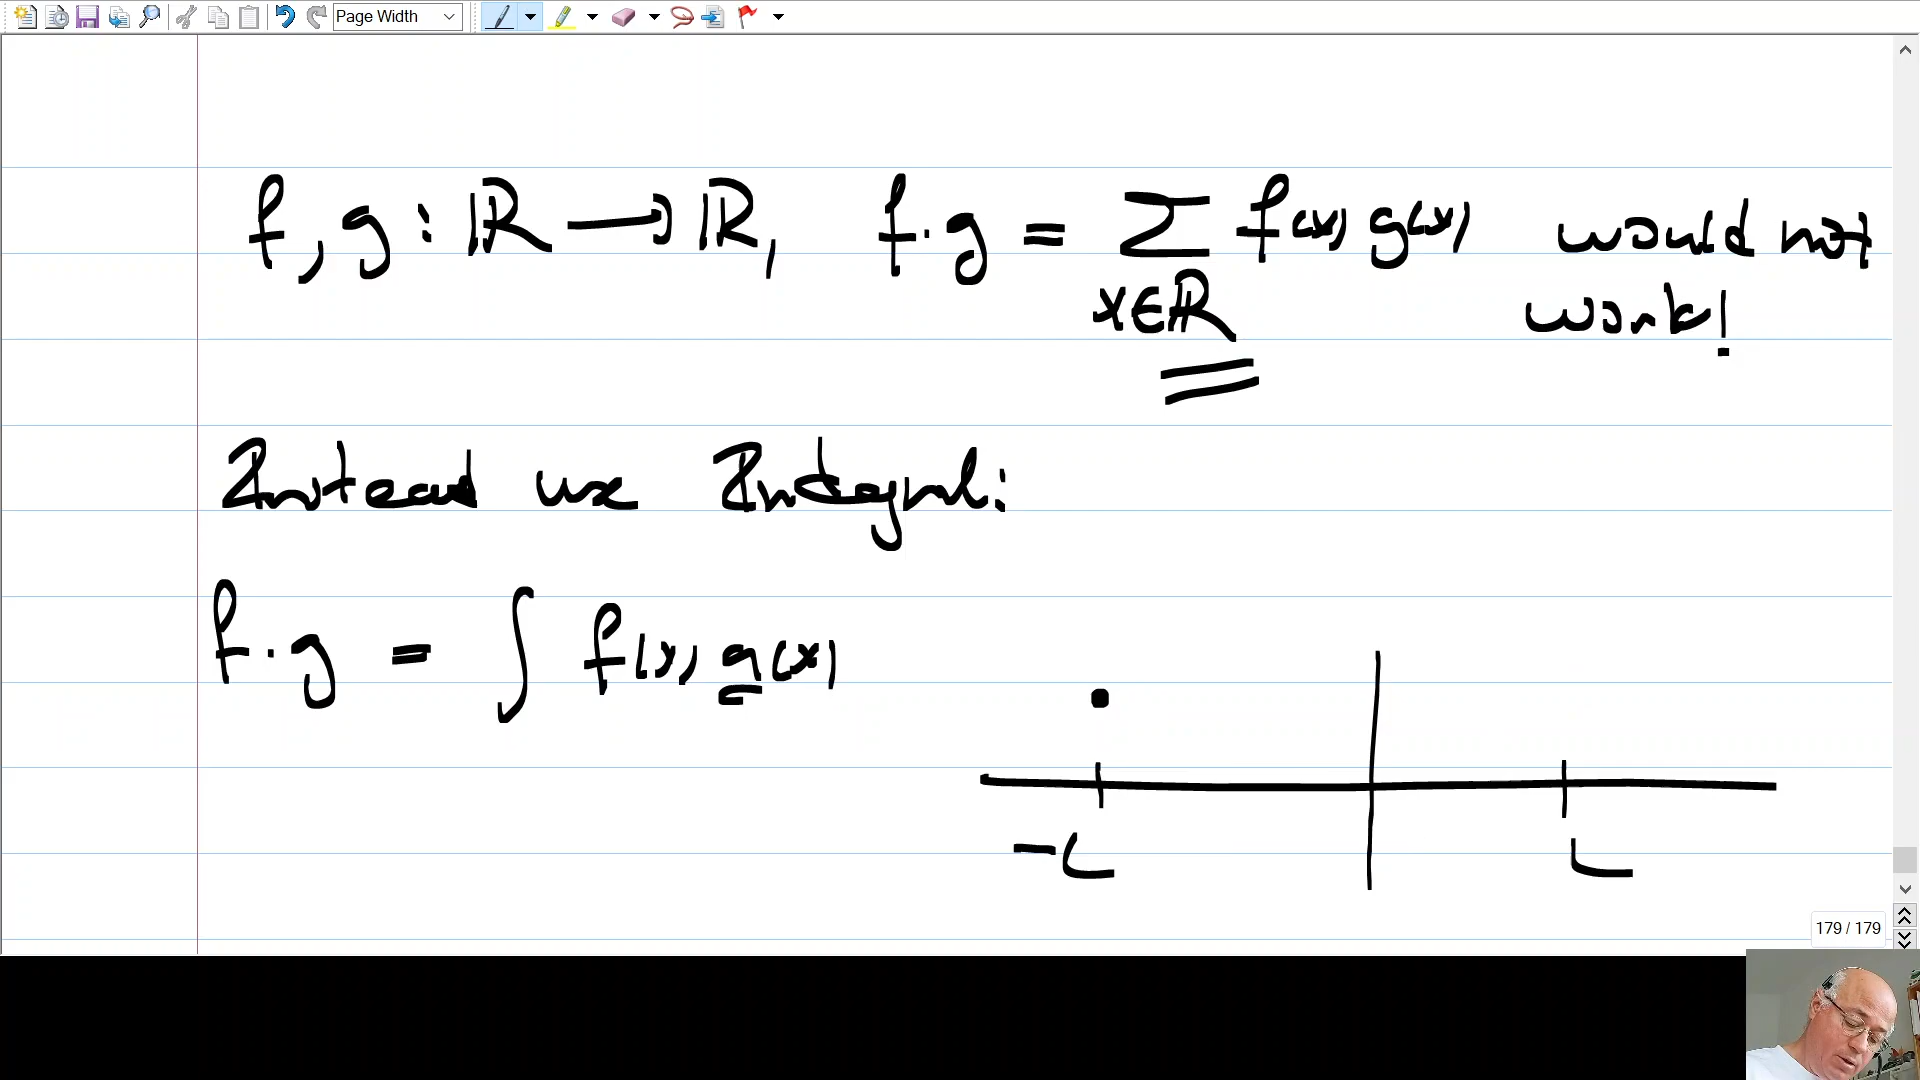 Page Width
f, g : ℝ → ℝ, f · g = ∑ f(x) g(x) would not
x∈ℝ work!
Instead use Integral:
f · g = ∫ f(x) g(x)
-L L
179 / 179